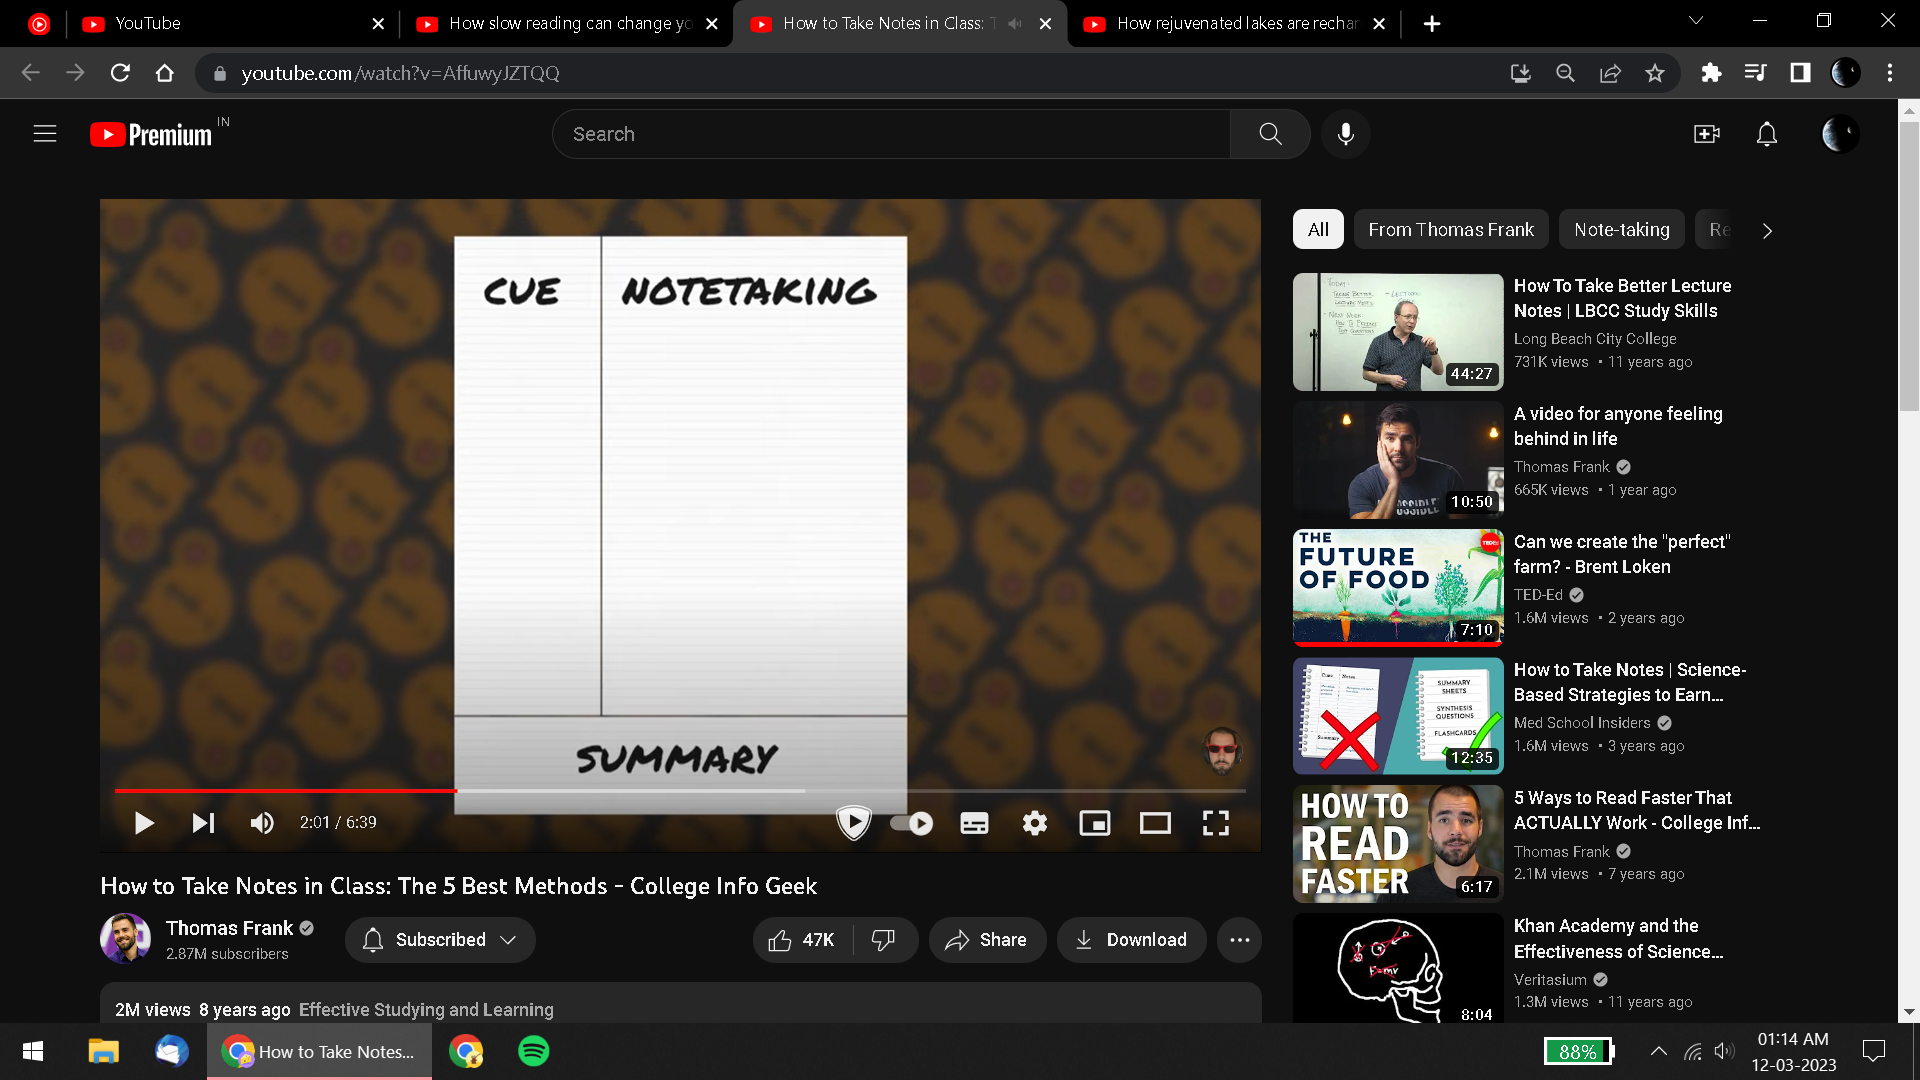 YouTube
How slow reading can change yo
How to Take Notes in Class: T
How rejuvenated lakes are rechar
youtube.com/watch?v=AffuwyJZTQQ
Premium IN
Search
CUE NOTETAKING
SUMMARY
2:01 / 6:39
How to Take Notes in Class: The 5 Best Methods - College Info Geek
Thomas Frank
2.87M subscribers
Subscribed
47K
Share
Download
2M views 8 years ago Effective Studying and Learning
All
From Thomas Frank
Note-taking
Re
44:27
How To Take Better Lecture
Notes | LBCC Study Skills
Long Beach City College
731K views • 11 years ago
10:50
A video for anyone feeling
behind in life
Thomas Frank
665K views • 1 year ago
THE
FUTURE
OF FOOD
7:10
Can we create the "perfect"
farm? - Brent Loken
TED-Ed
1.6M views • 2 years ago
SUMMARY
SHEETS
SYNTHESIS
QUESTIONS
FLASHCARDS
12:35
How to Take Notes | Science-
Based Strategies to Earn...
Med School Insiders
1.6M views • 3 years ago
HOW TO
READ
FASTER
6:17
5 Ways to Read Faster That
ACTUALLY Work - College Inf...
Thomas Frank
2.1M views • 7 years ago
8:04
Khan Academy and the
Effectiveness of Science...
Veritasium
1.3M views • 11 years ago
How to Take Notes...
88%
01:14 AM
12-03-2023